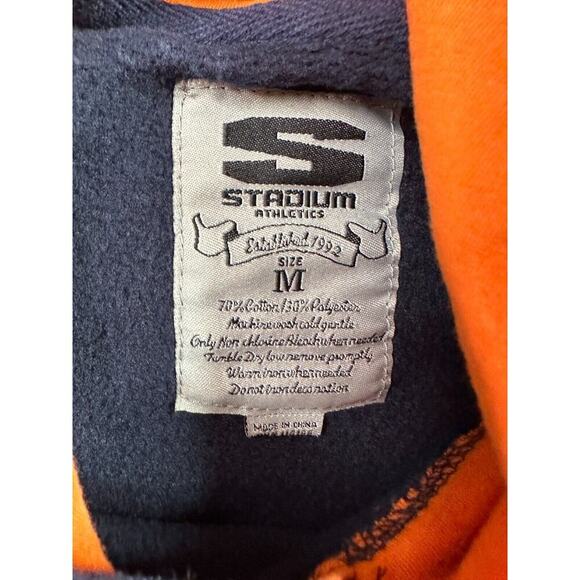 S
STADIUM
ATHLETICS
Established 1992
SIZE
M
70% Cotton/30% Polyester
Machine wash cold gentle
Only Non chlorine Bleach when needed
Tumble Dry low remove promptly
Warm iron when needed
Do not iron decoration
MADE IN CHINA